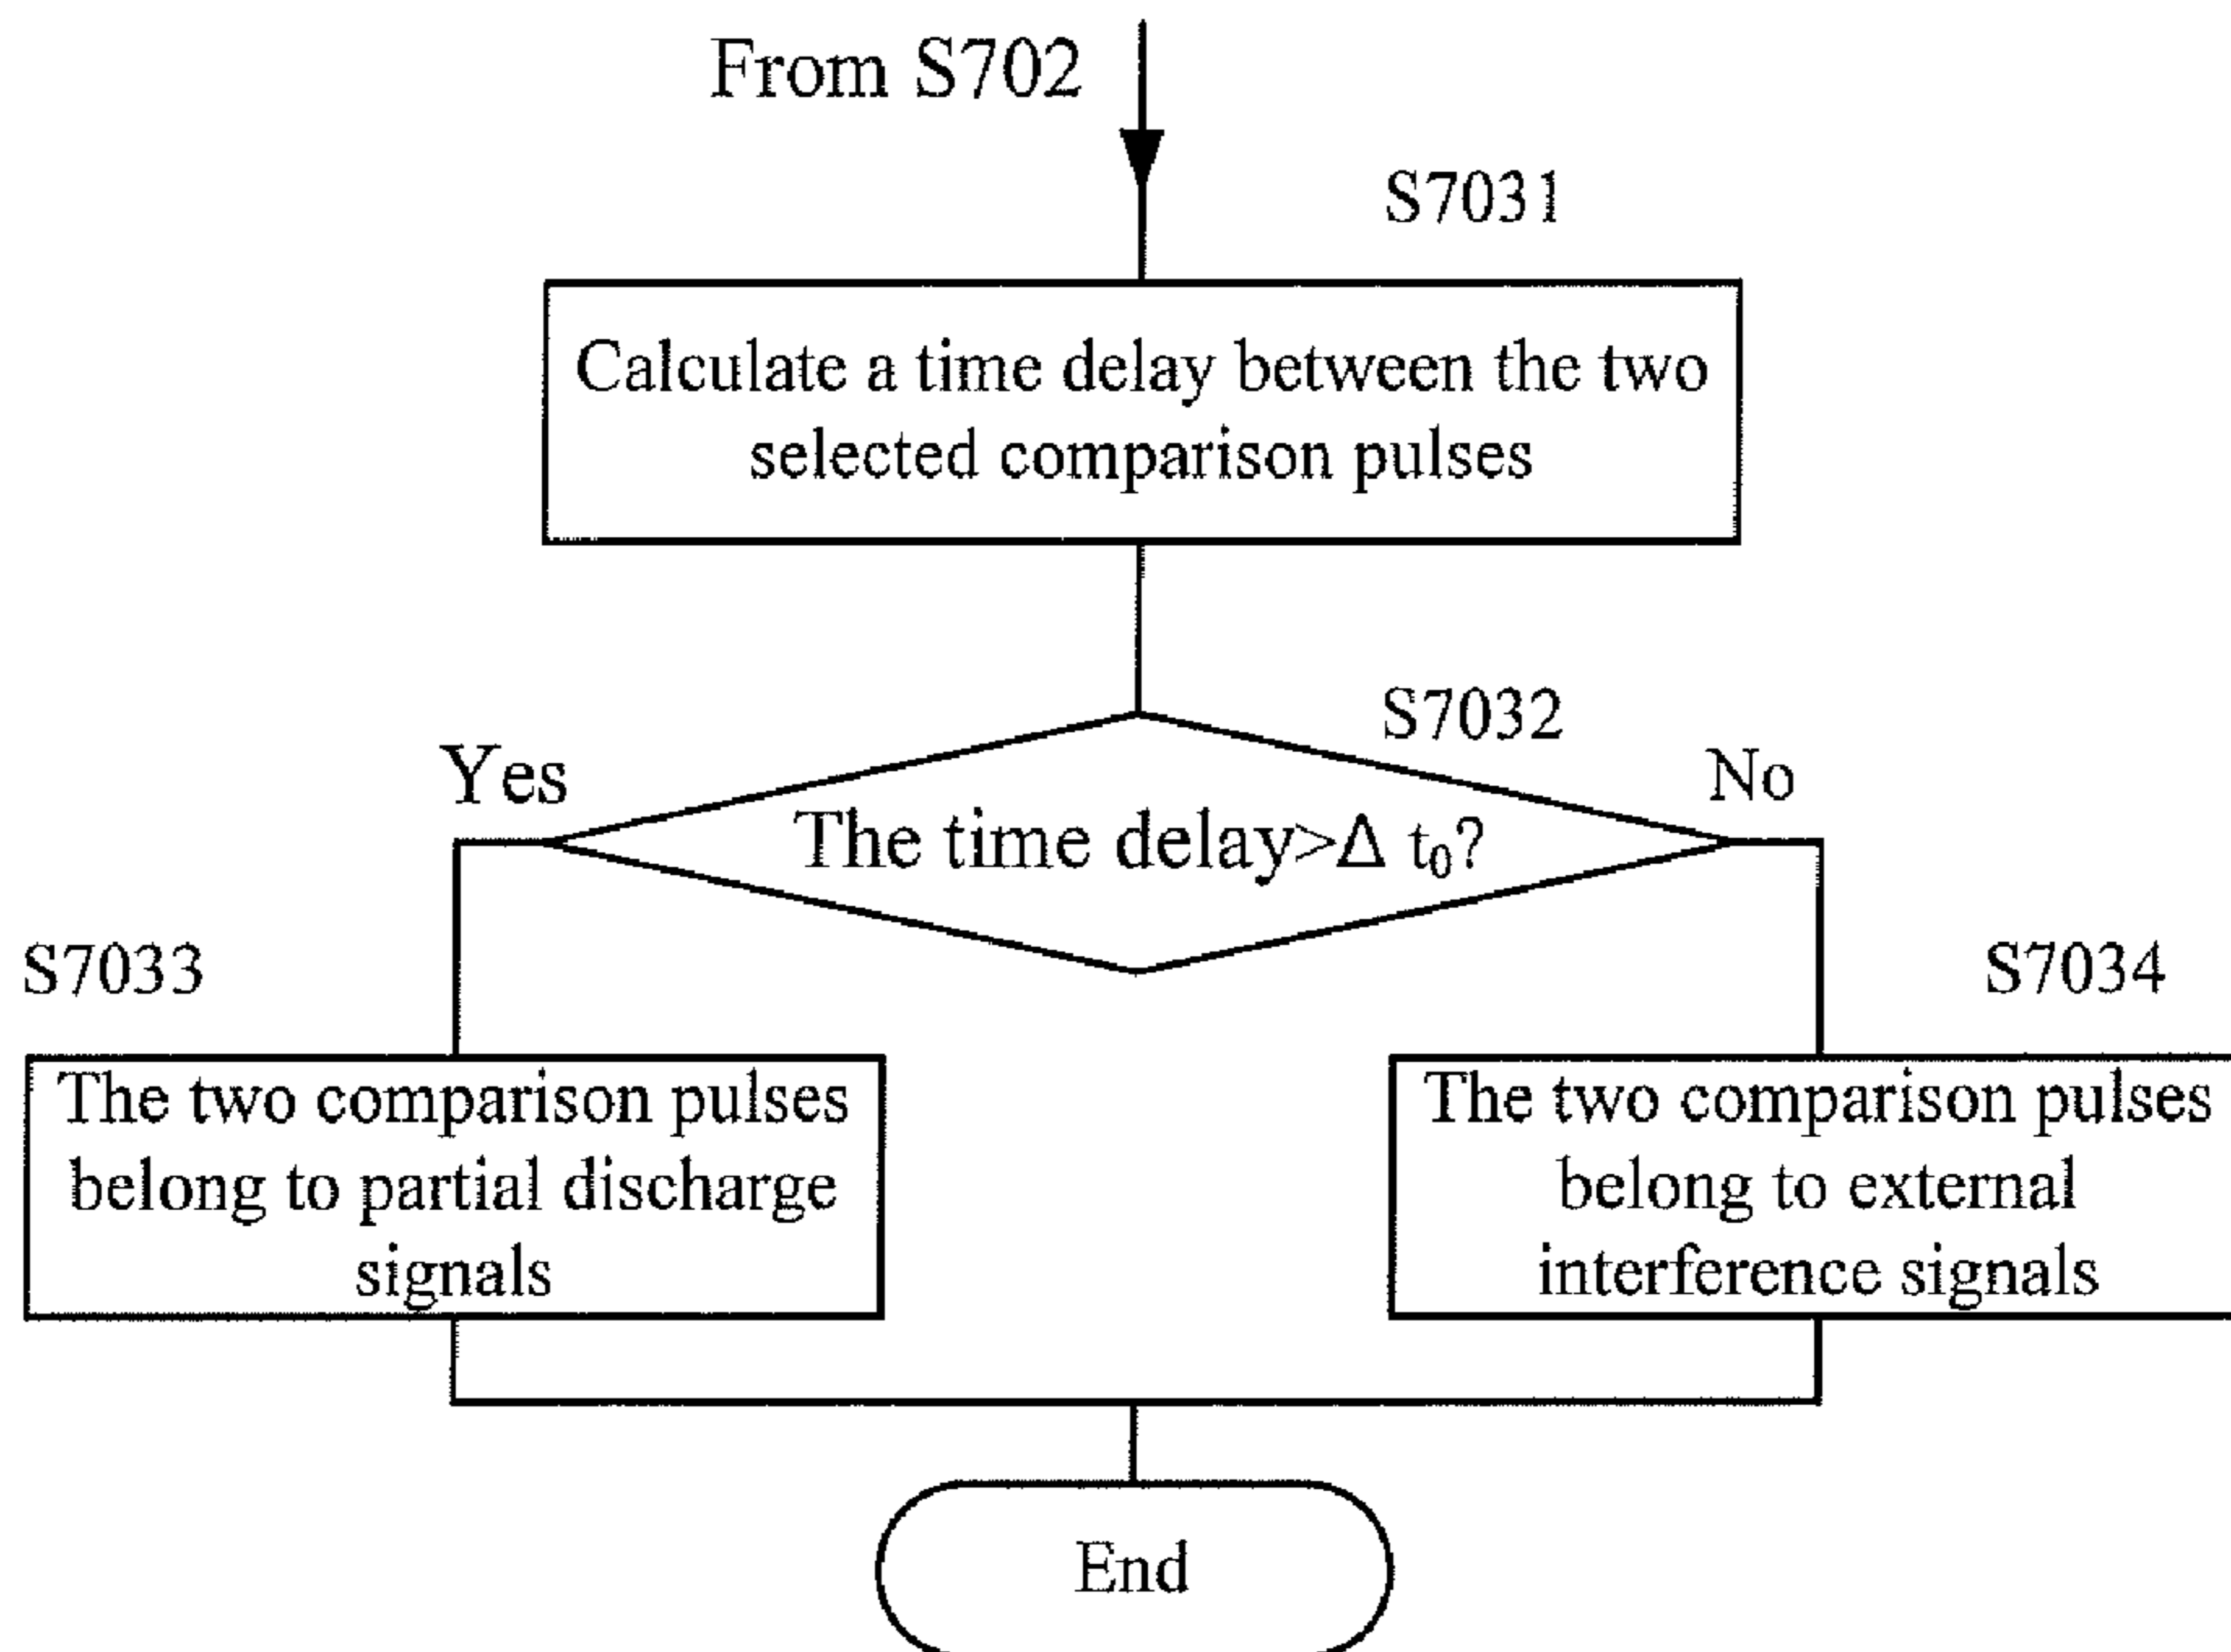 From S702
S7031
Calculate a time delay between the two
selected comparison pulses
S7032
Yes
No
The time delay>Δ t₀?
S7033
S7034
The two comparison pulses
belong to partial discharge
signals
The two comparison pulses
belong to external
interference signals
End